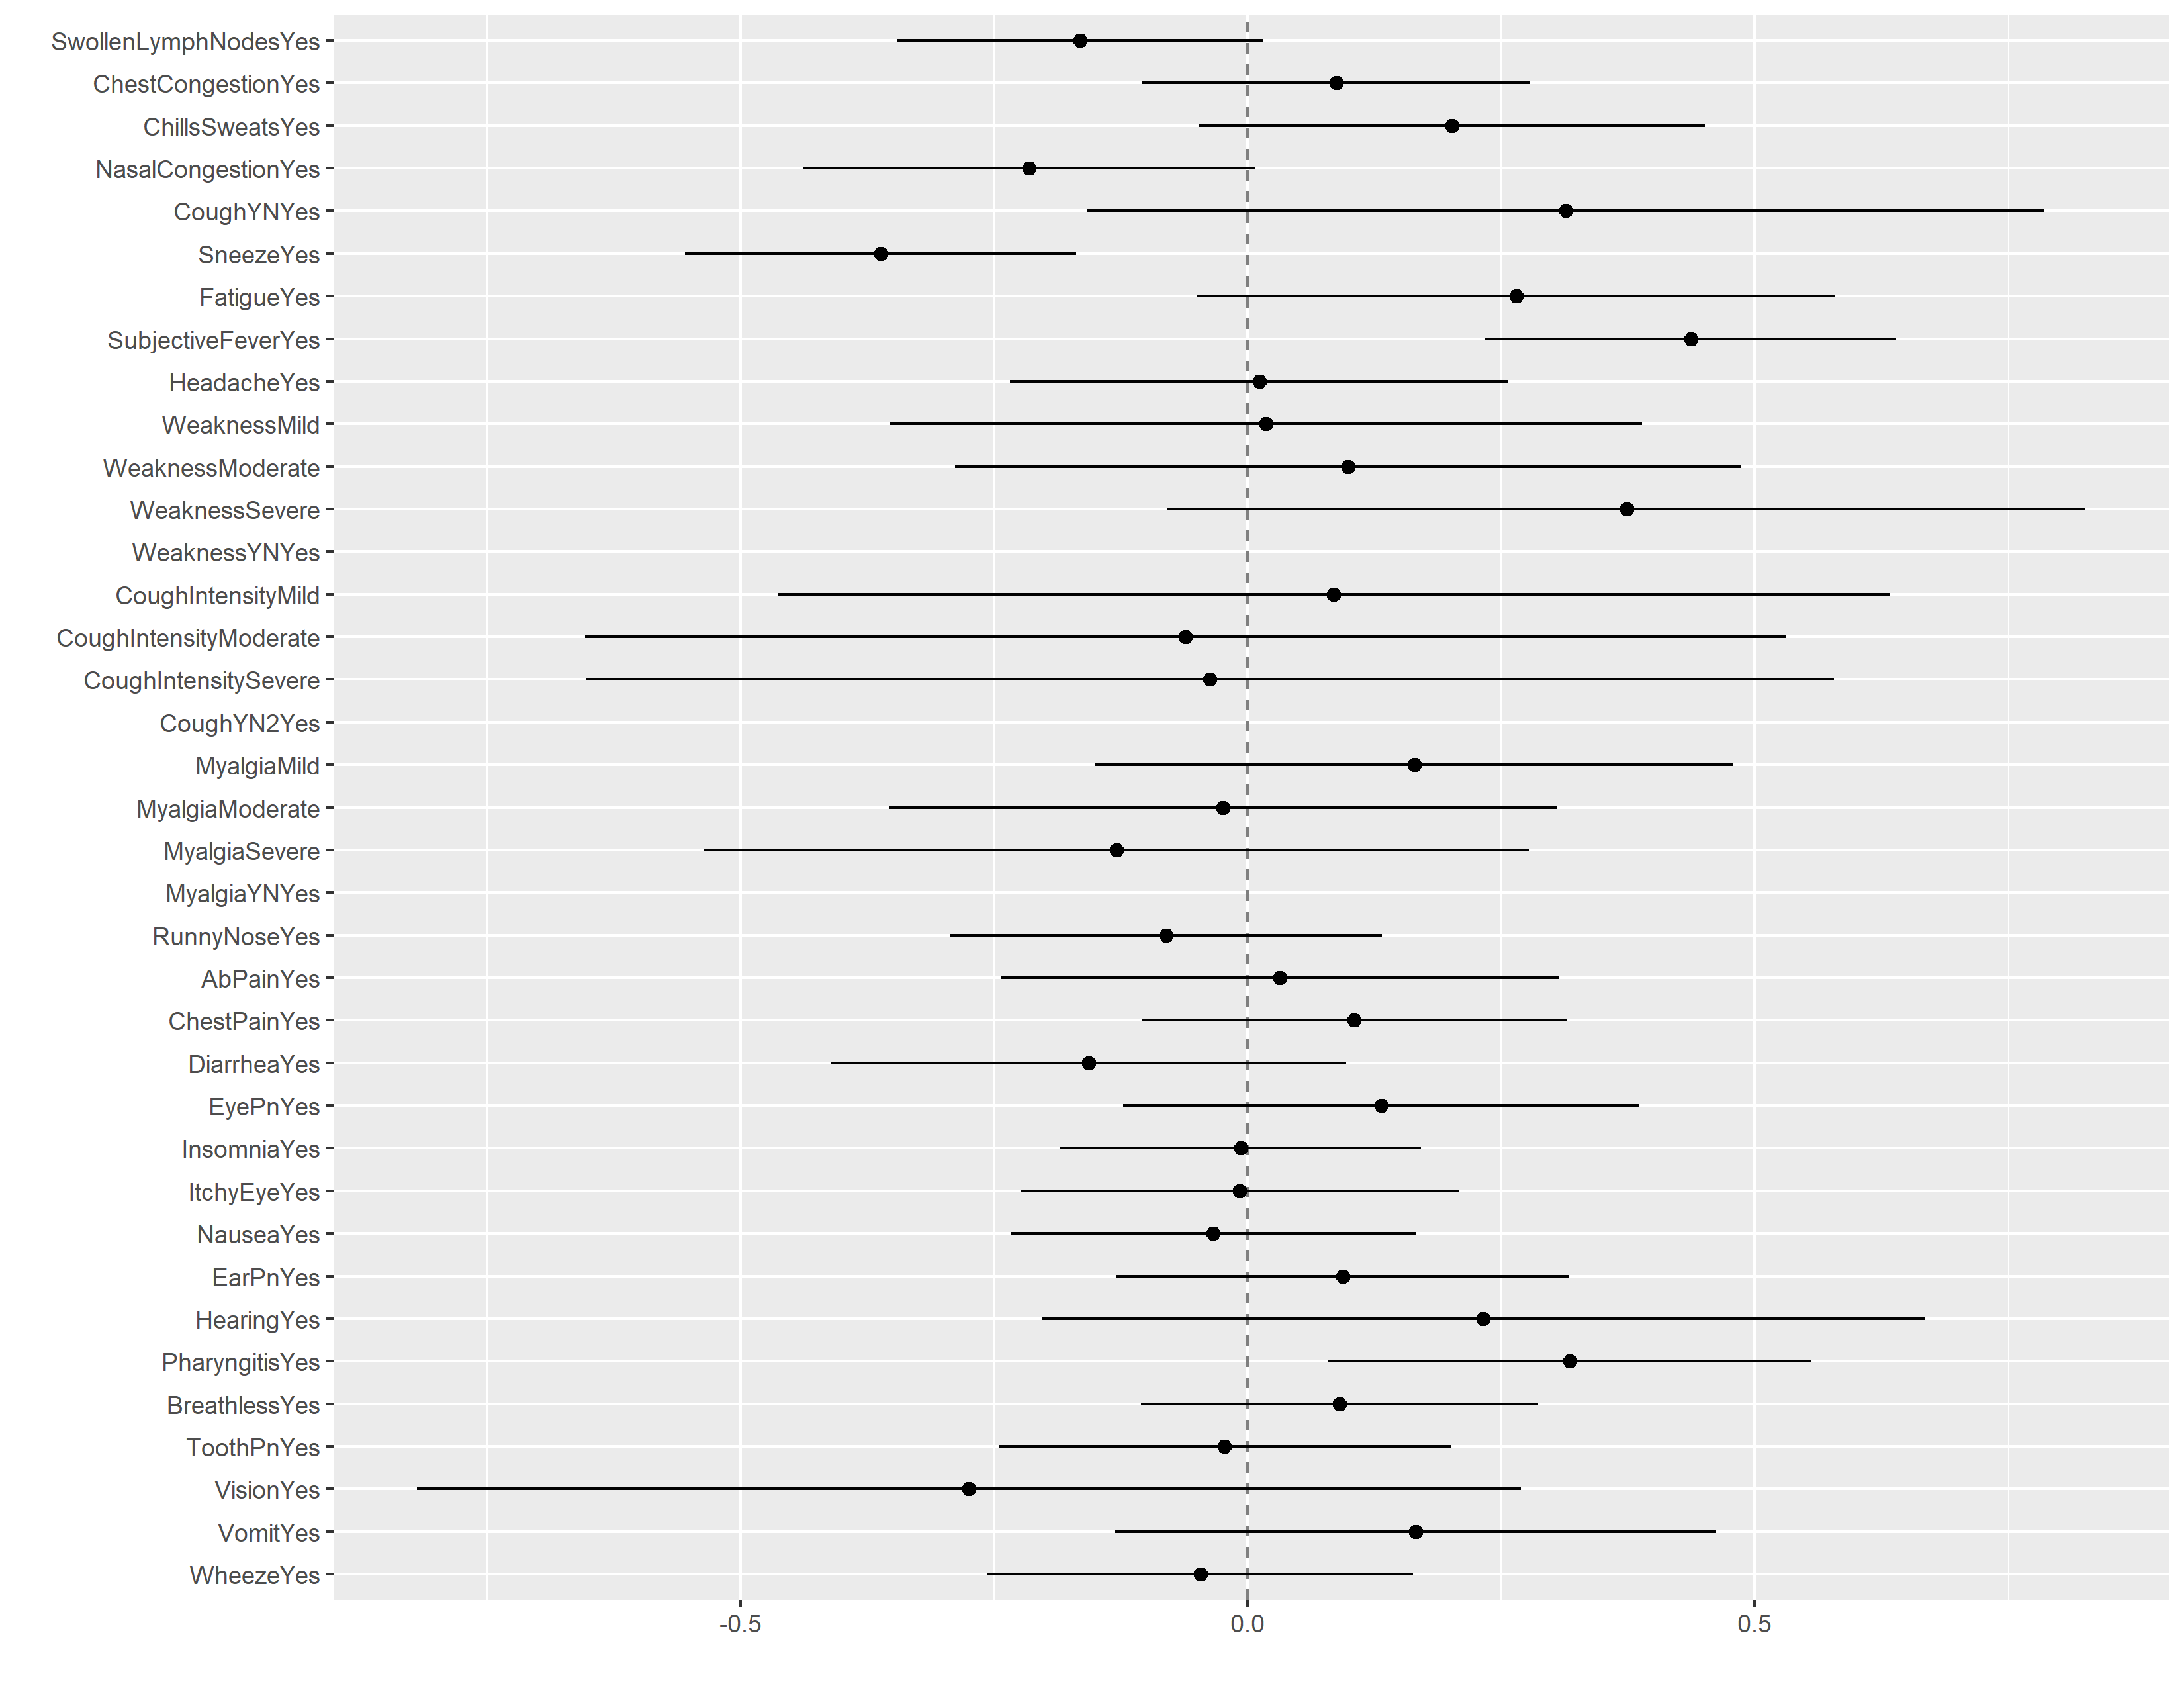 SwollenLymphNodesYes
ChestCongestionYes
ChillsSweatsYes
NasalCongestionYes
CoughYNYes
SneezeYes
FatigueYes
SubjectiveFeverYes
HeadacheYes
WeaknessMild
WeaknessModerate
WeaknessSevere
WeaknessYNYes
CoughIntensityMild
CoughIntensityModerate
CoughIntensitySevere
CoughYN2Yes
MyalgiaMild
MyalgiaModerate
MyalgiaSevere
MyalgiaYNYes
RunnyNoseYes
AbPainYes
ChestPainYes
DiarrheaYes
EyePnYes
InsomniaYes
ItchyEyeYes
NauseaYes
EarPnYes
HearingYes
PharyngitisYes
BreathlessYes
ToothPnYes
VisionYes
VomitYes
WheezeYes
-0.5 0.0 0.5